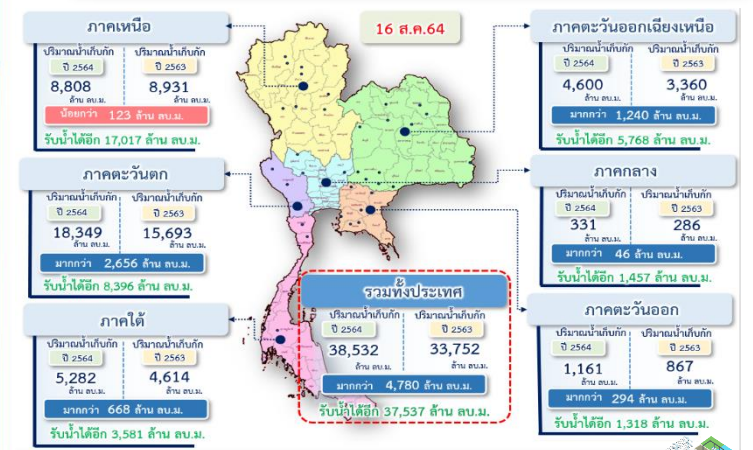 16 ส.ค.64
ภาคเหนือ
ปริมาณน้ำเก็บกัก ปริมาณน้ำเก็บกัก
ปี 2564 ปี 2563
8,808 8,931
ล้าน ลบ.ม. ล้าน ลบ.ม.
น้อยกว่า 123 ล้าน ลบ.ม.
รับน้ำได้อีก 17,017 ล้าน ลบ.ม.
ภาคตะวันตก
ปริมาณน้ำเก็บกัก ปริมาณน้ำเก็บกัก
ปี 2564 ปี 2563
18,349 15,693
ล้าน ลบ.ม. ล้าน ลบ.ม.
มากกว่า 2,656 ล้าน ลบ.ม.
รับน้ำได้อีก 8,396 ล้าน ลบ.ม.
ภาคใต้
ปริมาณน้ำเก็บกัก ปริมาณน้ำเก็บกัก
ปี 2564 ปี 2563
5,282 4,614
ล้าน ลบ.ม. ล้าน ลบ.ม.
มากกว่า 668 ล้าน ลบ.ม.
รับน้ำได้อีก 3,581 ล้าน ลบ.ม.
รวมทั้งประเทศ
ปริมาณน้ำเก็บกัก ปริมาณน้ำเก็บกัก
ปี 2564 ปี 2563
38,532 33,752
ล้าน ลบ.ม. ล้าน ลบ.ม.
มากกว่า 4,780 ล้าน ลบ.ม.
รับน้ำได้อีก 37,537 ล้าน ลบ.ม.
ภาคตะวันออกเฉียงเหนือ
ปริมาณน้ำเก็บกัก ปริมาณน้ำเก็บกัก
ปี 2564 ปี 2563
4,600 3,360
ล้าน ลบ.ม. ล้าน ลบ.ม.
มากกว่า 1,240 ล้าน ลบ.ม.
รับน้ำได้อีก 5,768 ล้าน ลบ.ม.
ภาคกลาง
ปริมาณน้ำเก็บกัก ปริมาณน้ำเก็บกัก
ปี 2564 ปี 2563
331 286
ล้าน ลบ.ม. ล้าน ลบ.ม.
มากกว่า 46 ล้าน ลบ.ม.
รับน้ำได้อีก 1,457 ล้าน ลบ.ม.
ภาคตะวันออก
ปริมาณน้ำเก็บกัก ปริมาณน้ำเก็บกัก
ปี 2564 ปี 2563
1,161 867
ล้าน ลบ.ม. ล้าน ลบ.ม.
มากกว่า 294 ล้าน ลบ.ม.
รับน้ำได้อีก 1,318 ล้าน ลบ.ม.